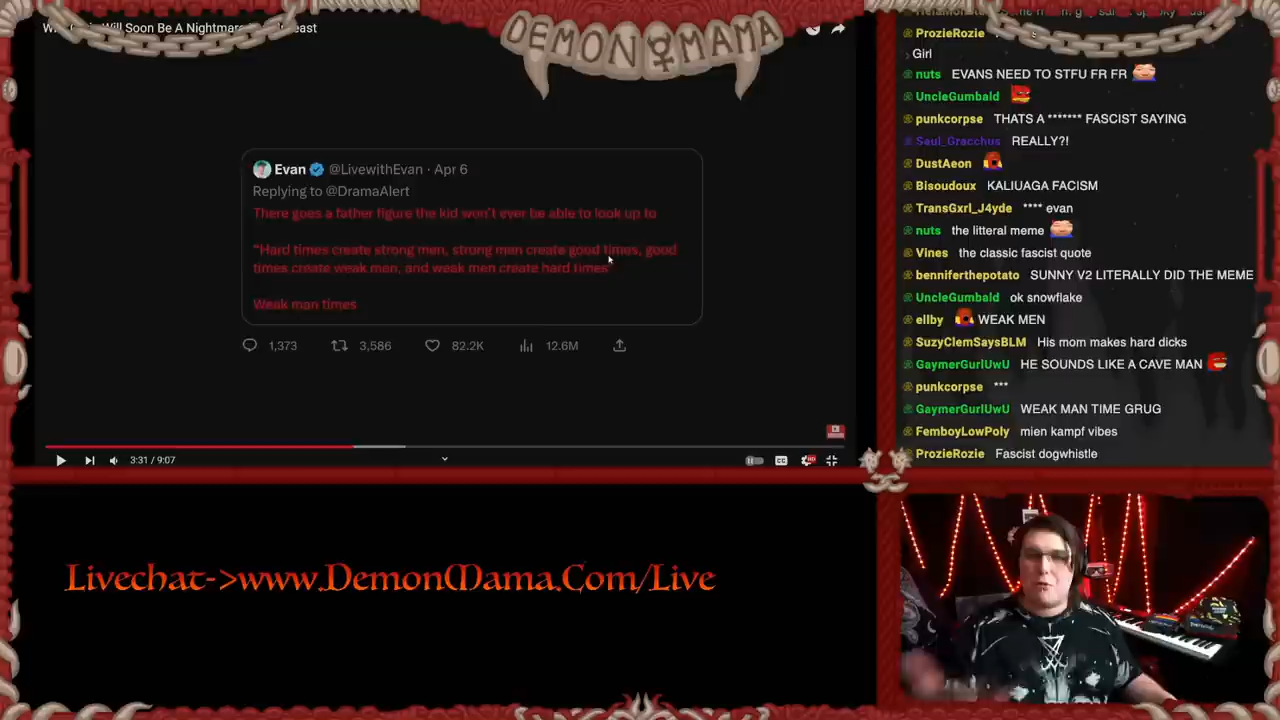 Will Soon Be A Nightmare
DEMON MAMA
Evan @LivewithEvan · Apr 6
Replying to @DramaAlert
There goes a father figure the kid won't ever be able to look up to
"Hard times create strong men, strong men create good times, good
times create weak men, and weak men create hard times"
Weak man times
1,373 3,586 82.2K 12.6M
3:31 / 9:07
CC
Livechat->www.DemonMama.Com/Live
ProzieRozie
Girl
nuts EVANS NEED TO STFU FR FR
UncleGumbald
punkcorpse THATS A ******* FASCIST SAYING
Saul_Gracchus REALLY?!
DustAeon
Bisoudoux KALIUAGA FACISM
TransGxrl_J4yde **** evan
nuts the litteral meme
Vines the classic fascist quote
benniferthepotato SUNNY V2 LITERALLY DID THE MEME
UncleGumbald ok snowflake
ellby WEAK MEN
SuzyClemSaysBLM His mom makes hard dicks
GaymerGurlUwU HE SOUNDS LIKE A CAVE MAN
punkcorpse ***
GaymerGurlUwU WEAK MAN TIME GRUG
FemboyLowPoly mien kampf vibes
ProzieRozie Fascist dogwhistle